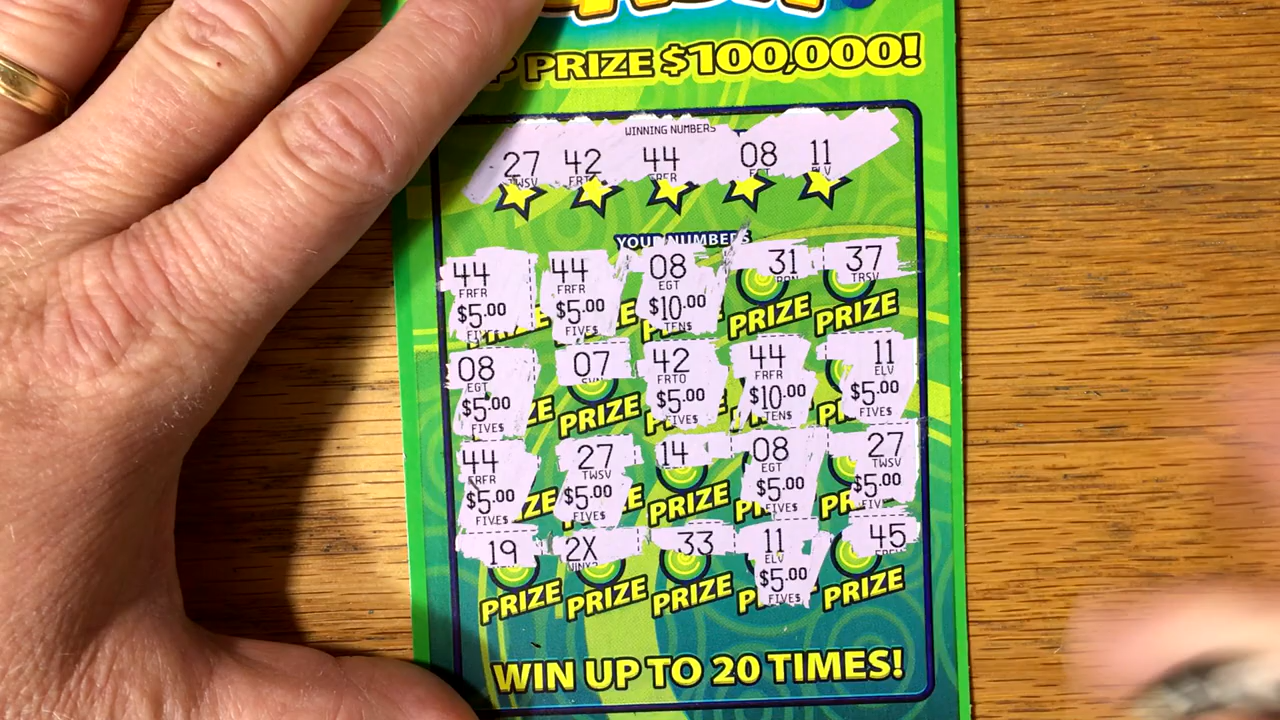 PRIZE $100,000!
WINNING NUMBERS
27 42 44 08 11
YOUR NUMBERS
44 44 08 31 37
FRFR FRFR EGT TRSV
$5.00 $5.00 $10.00 PRIZE PRIZE
FIVE$ FIVE$ TEN$
08 07 42 44 11
EGT FRTO FRFR ELV
$5.00 PRIZE $5.00 $10.00 $5.00
FIVE$ FIVE$ TEN$ FIVE$
44 27 14 08 27
FRFR TWSV EGT TWSV
$5.00 $5.00 PRIZE $5.00 $5.00
FIVE$ FIVE$ FIVE$
19 2X 33 11 45
ELV
PRIZE PRIZE PRIZE $5.00 PRIZE
FIVE$
WIN UP TO 20 TIMES!